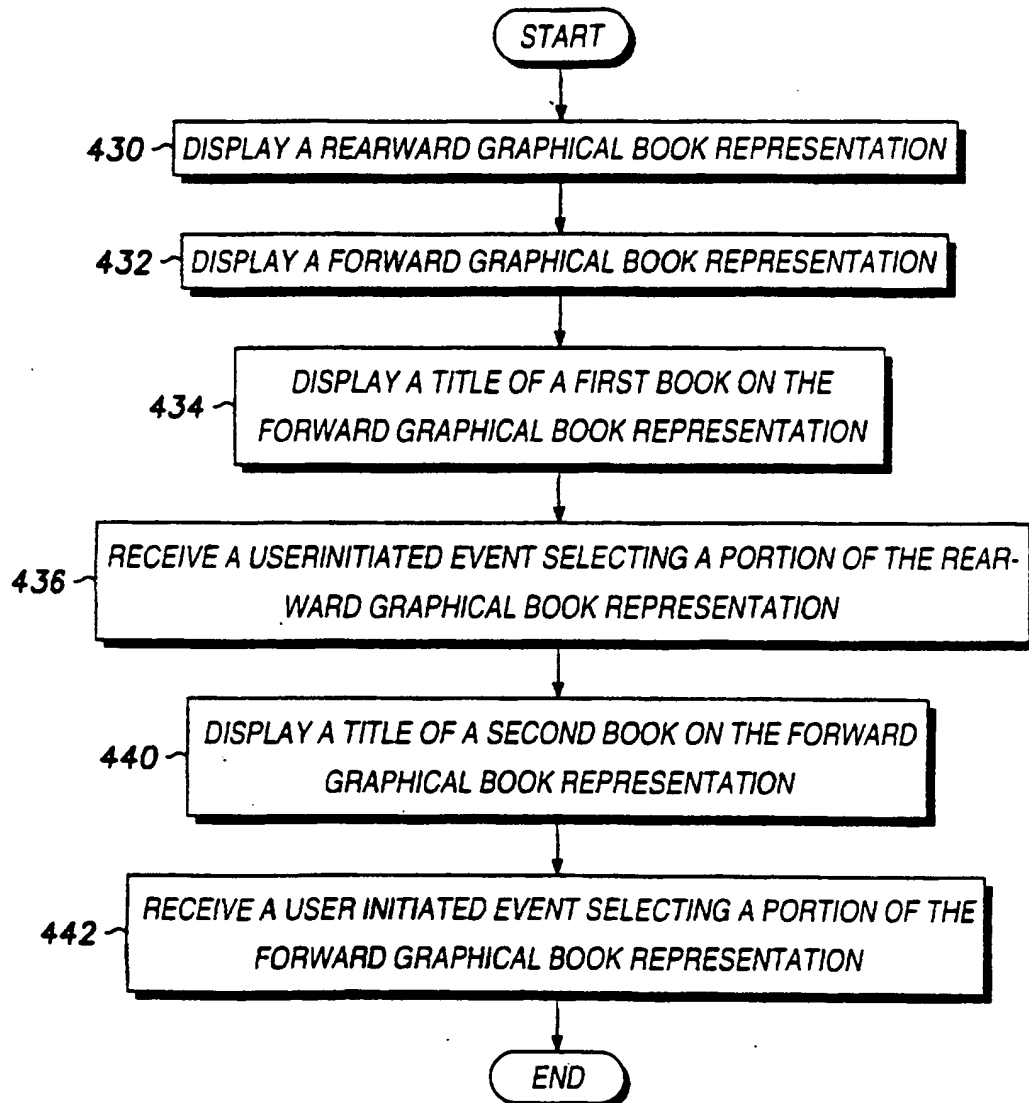 START
430 DISPLAY A REARWARD GRAPHICAL BOOK REPRESENTATION
432 DISPLAY A FORWARD GRAPHICAL BOOK REPRESENTATION
DISPLAY A TITLE OF A FIRST BOOK ON THE
434
FORWARD GRAPHICAL BOOK REPRESENTATION
RECEIVE A USERINITIATED EVENT SELECTING A PORTION OF THE REAR-
436
WARD GRAPHICAL BOOK REPRESENTATION
DISPLAY A TITLE OF A SECOND BOOK ON THE FORWARD
440
GRAPHICAL BOOK REPRESENTATION
RECEIVE A USER INITIATED EVENT SELECTING A PORTION OF THE
442
FORWARD GRAPHICAL BOOK REPRESENTATION
END